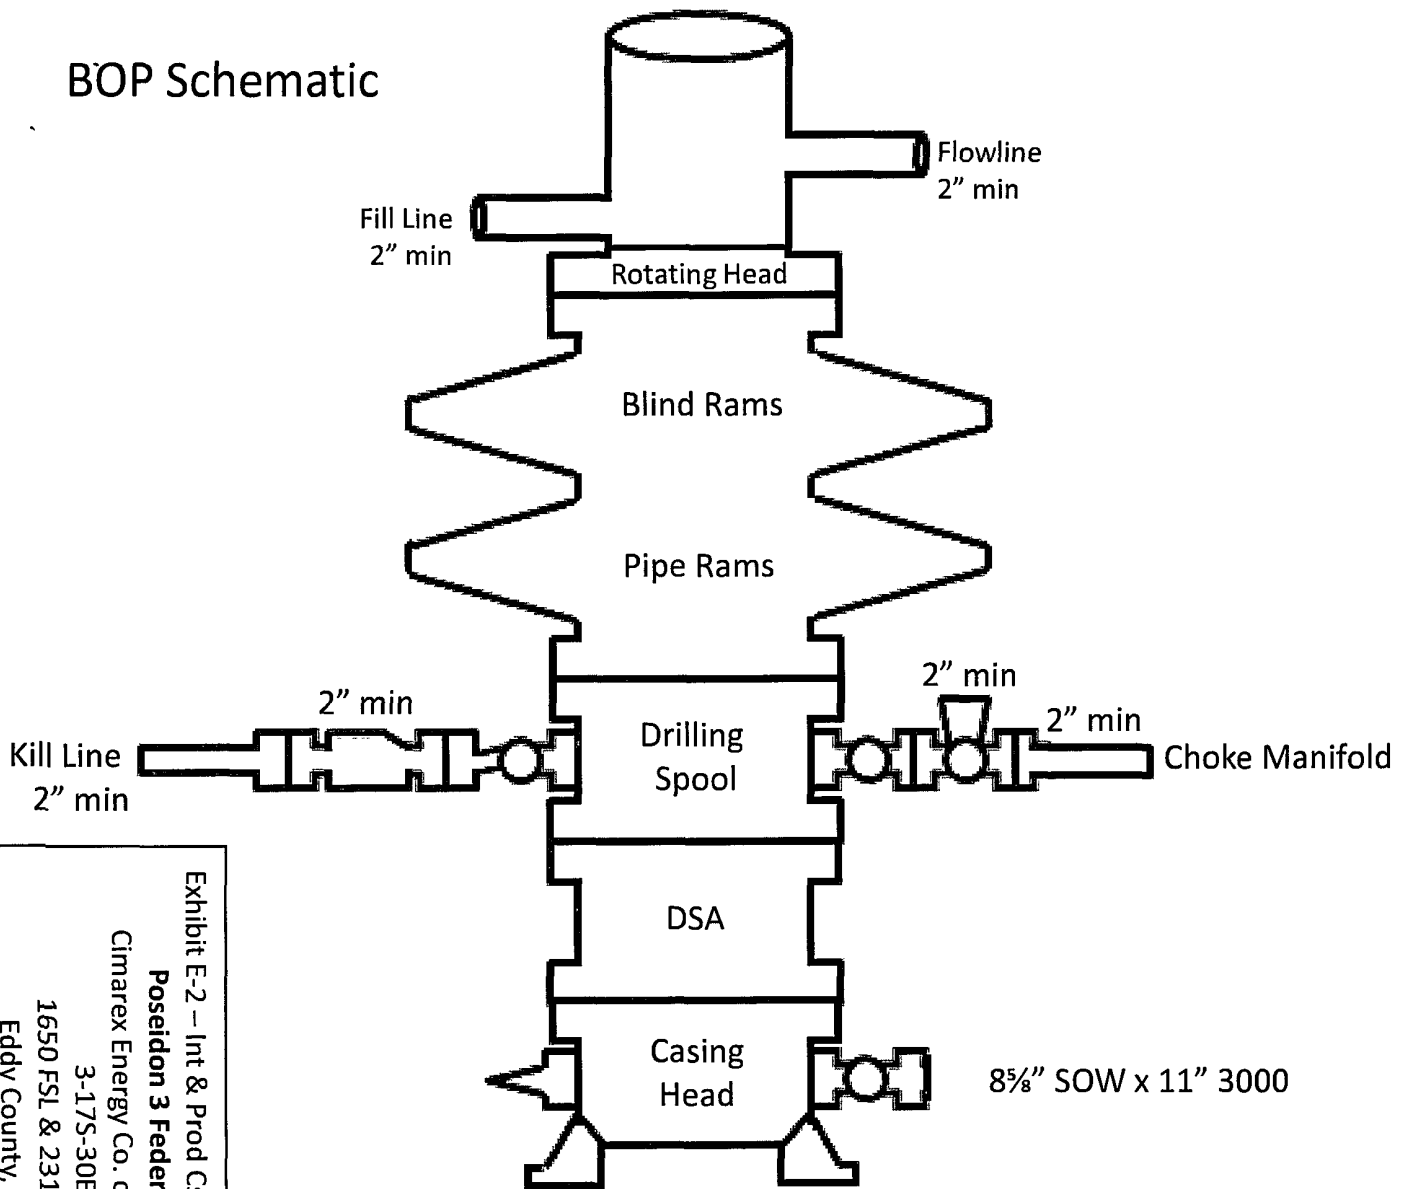 BOP Schematic
Flowline
2” min
Fill Line
2” min
Rotating Head
Blind Rams
Pipe Rams
2” min
2” min
2” min
Drilling
Spool
Kill Line
2” min
Choke Manifold
DSA
Casing
Head
8⅝” SOW x 11” 3000
Exhibit E-2 – Int & Prod
Poseidon 3
Cimarex Energy Co.
3-17S-30E
1650 FSL &
Eddy County,